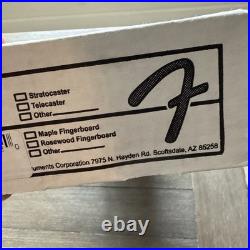 Stratocaster
Telecaster
Other
Maple Fingerboard
Rosewood Fingerboard
Other
uments Corporation 7975 N. Hayden Rd. Scottsdale, AZ 85258
F